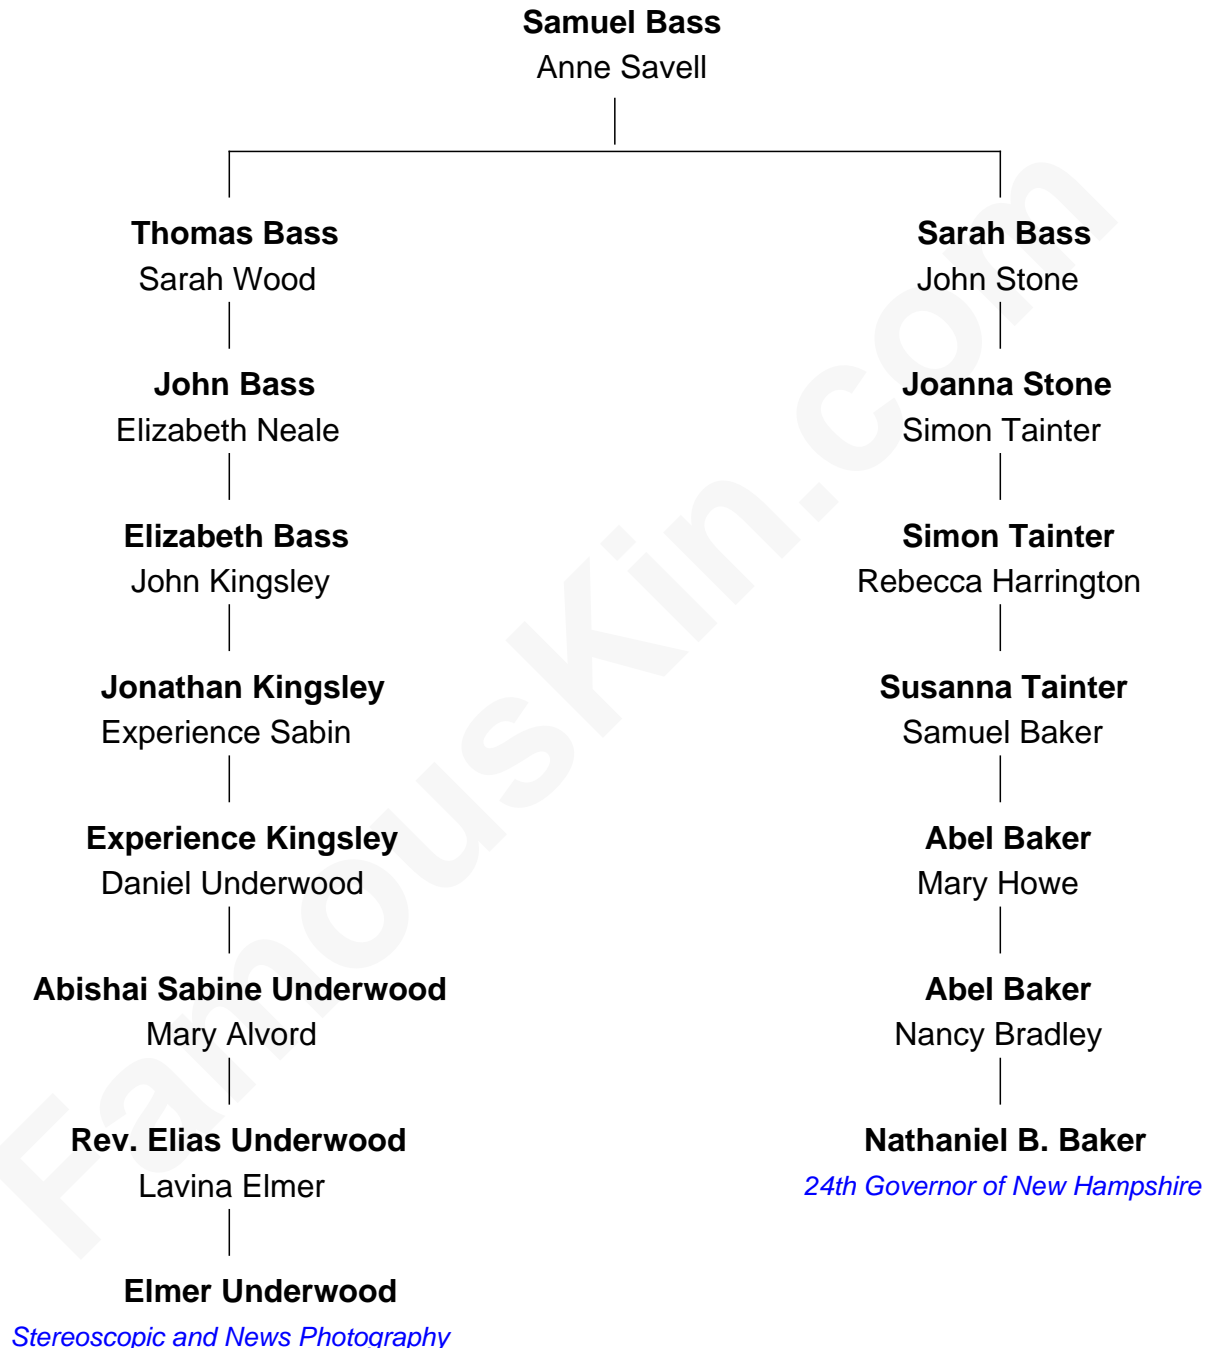 Samuel Bass
Anne Savell
Thomas Bass
Sarah Wood
John Bass
Elizabeth Neale
Elizabeth Bass
John Kingsley
Jonathan Kingsley
Experience Sabin
Experience Kingsley
Daniel Underwood
Abishai Sabine Underwood
Mary Alvord
Rev. Elias Underwood
Lavina Elmer
Elmer Underwood
Stereoscopic and News Photography
Sarah Bass
John Stone
Joanna Stone
Simon Tainter
Simon Tainter
Rebecca Harrington
Susanna Tainter
Samuel Baker
Abel Baker
Mary Howe
Abel Baker
Nancy Bradley
Nathaniel B. Baker
24th Governor of New Hampshire
FamousKin.com